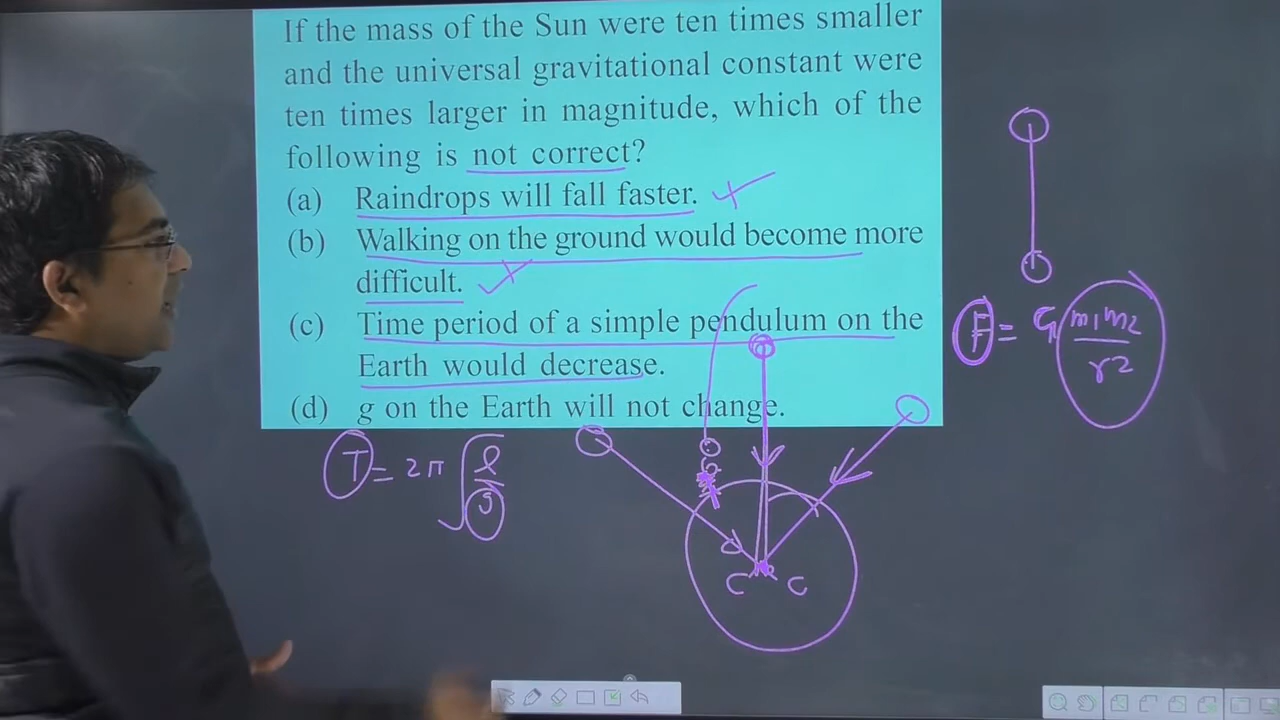 If the mass of the Sun were ten times smaller
and the universal gravitational constant were
ten times larger in magnitude, which of the
following is not correct?
(a) Raindrops will fall faster.
(b) Walking on the ground would become more
difficult.
(c) Time period of a simple pendulum on the
Earth would decrease.
(d) g on the Earth will not change.
F = G m1m2 / r2
T = 2π √ l / g
C C